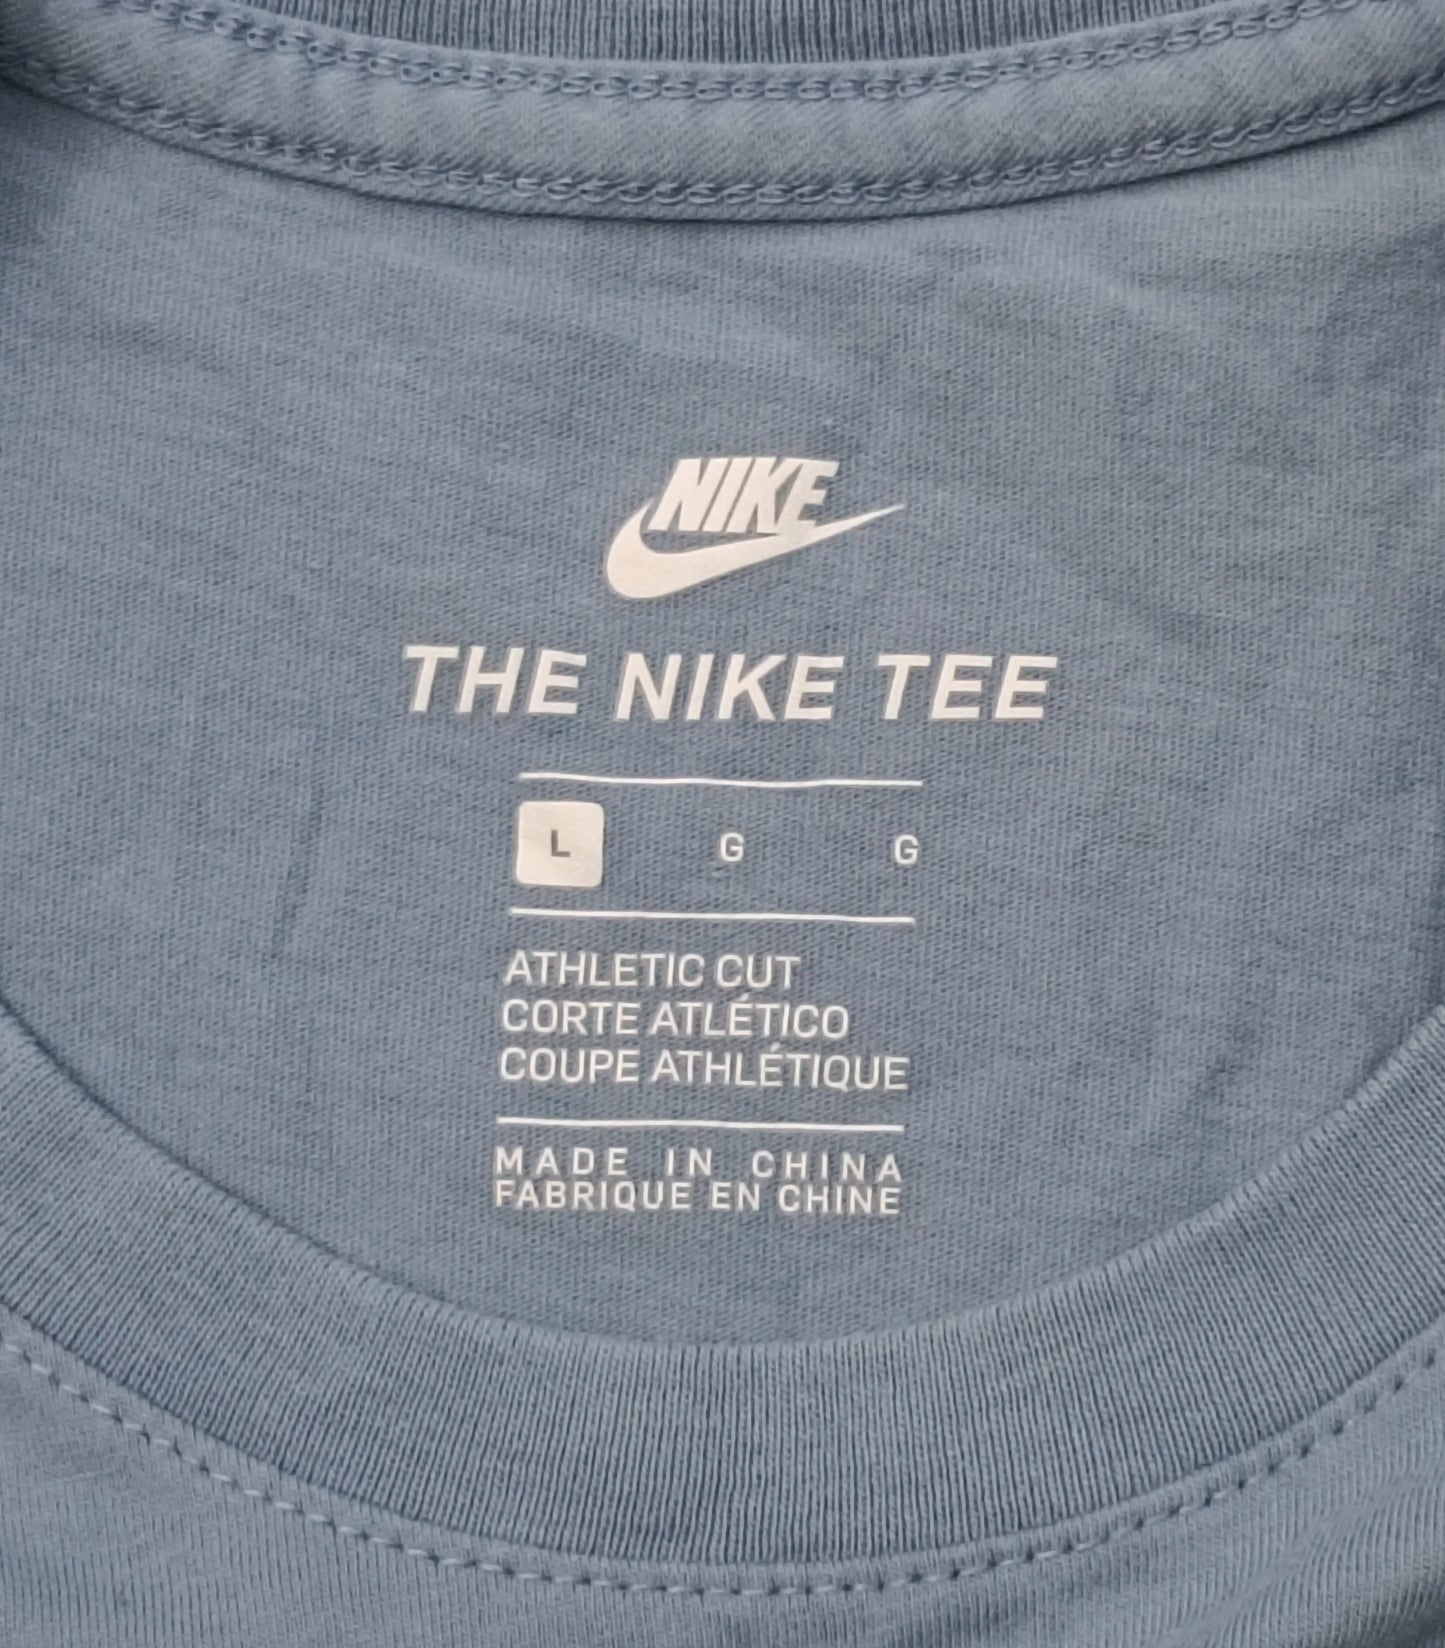 NIKE
THE NIKE TEE
L G G
ATHLETIC CUT
CORTE ATLÉTICO
COUPE ATHLÉTIQUE
MADE IN CHINA
FABRIQUE EN CHINE